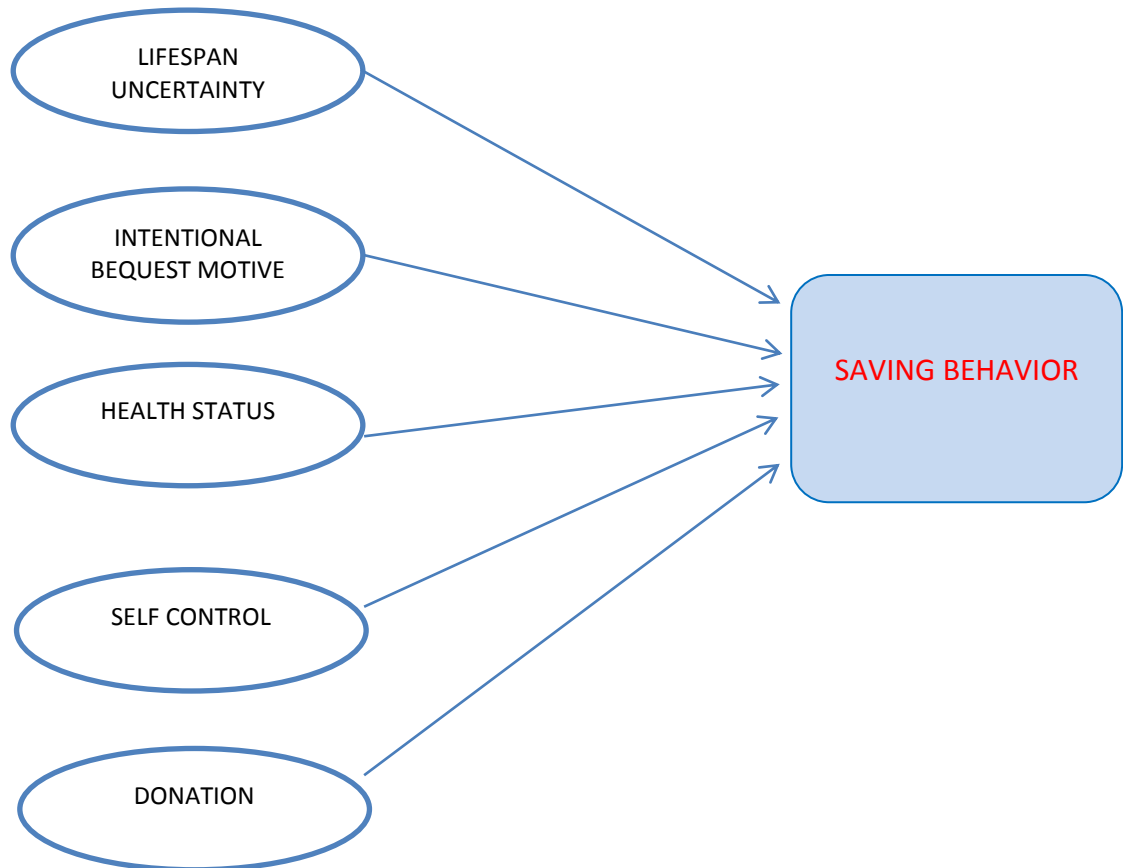 LIFESPAN
UNCERTAINTY
INTENTIONAL
BEQUEST MOTIVE
HEALTH STATUS
SELF CONTROL
DONATION
SAVING BEHAVIOR